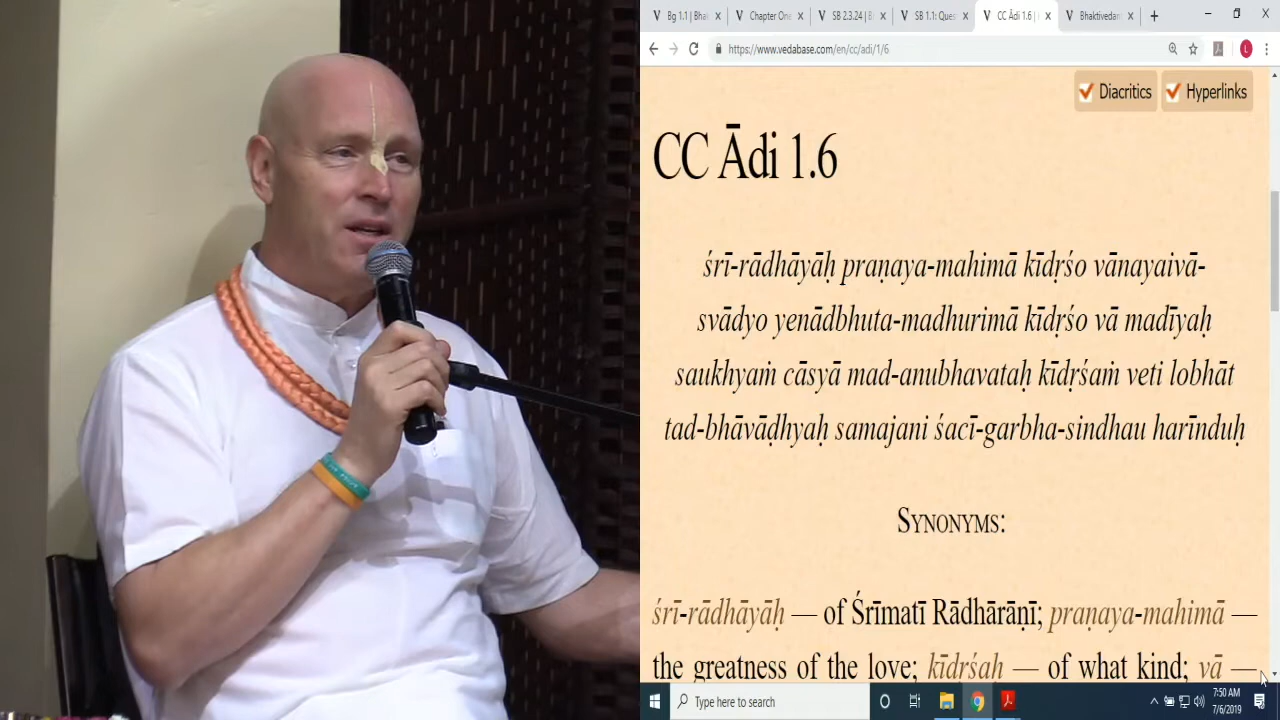 Bg 1.1 | Bha
Chapter One
SB 2.3.24 | B
SB 1.1: Ques
CC Ādi 1.6 |
Bhaktivedan
https://www.vedabase.com/en/cc/adi/1/6
Diacritics
Hyperlinks
CC Ādi 1.6
śrī-rādhāyāḥ praṇaya-mahimā kīdṛśo vānayaivā-
svādyo yenādbhuta-madhurimā kīdṛśo vā madīyaḥ
saukhyaṁ cāsyā mad-anubhavataḥ kīdṛśaṁ veti lobhāt
tad-bhāvāḍhyaḥ samajani śacī-garbha-sindhau harīnduḥ
SYNONYMS:
śrī-rādhāyāḥ — of Śrīmatī Rādhārāṇī; praṇaya-mahimā —
the greatness of the love; kīdṛśaḥ — of what kind; vā —
Type here to search
7:50 AM
7/6/2019